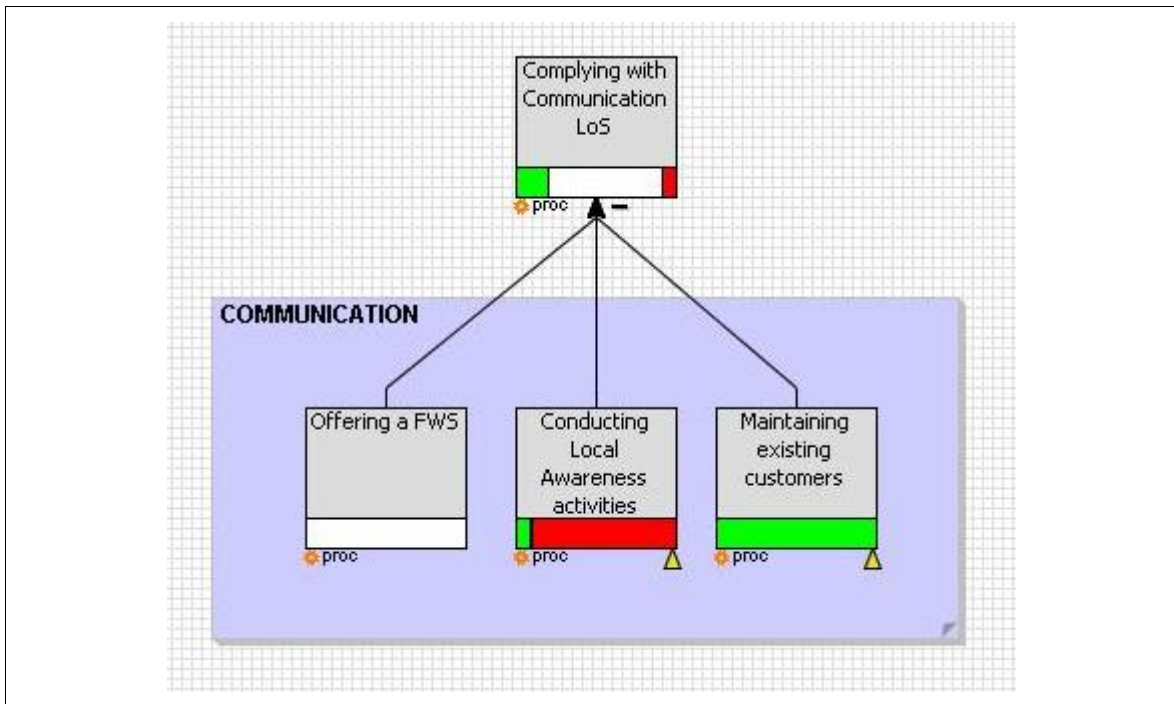 Complying with
Communication
LoS
proc
COMMUNICATION
Offering a FWS
proc
Conducting
Local
Awareness
activities
proc
Maintaining
existing
customers
proc